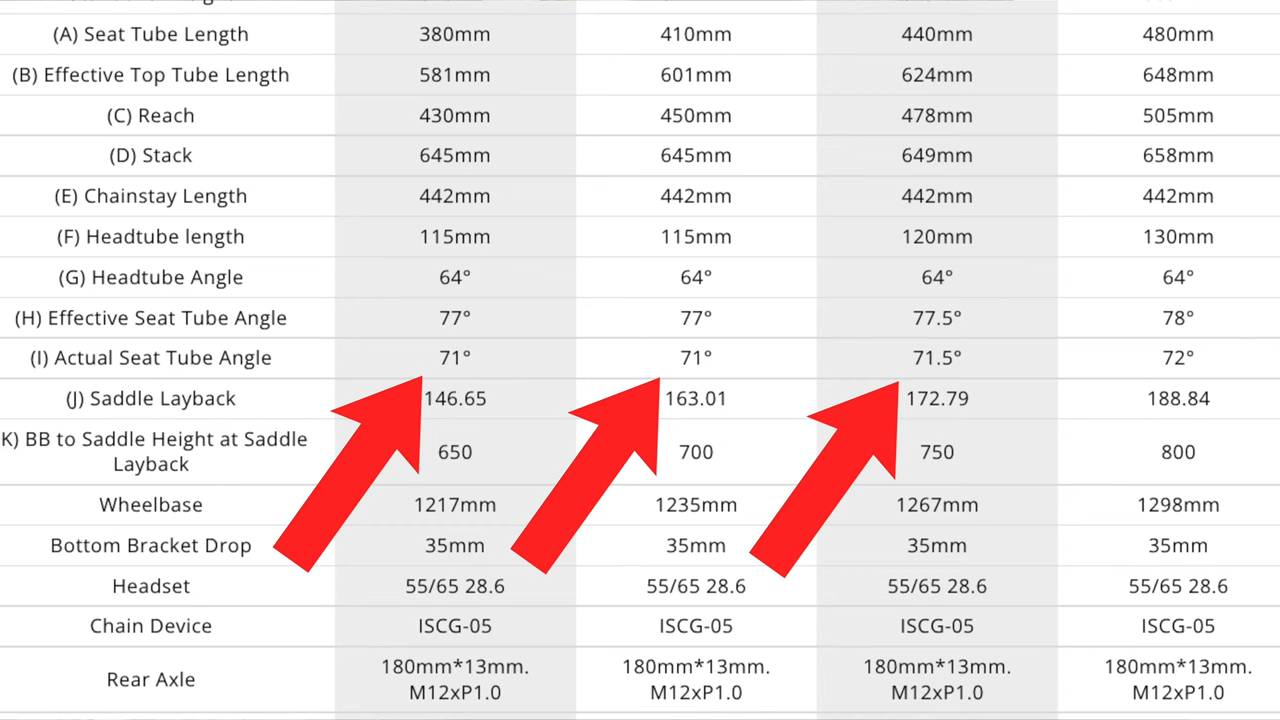 (A) Seat Tube Length 380mm 410mm 440mm 480mm
(B) Effective Top Tube Length 581mm 601mm 624mm 648mm
(C) Reach 430mm 450mm 478mm 505mm
(D) Stack 645mm 645mm 649mm 658mm
(E) Chainstay Length 442mm 442mm 442mm 442mm
(F) Headtube length 115mm 115mm 120mm 130mm
(G) Headtube Angle 64° 64° 64° 64°
(H) Effective Seat Tube Angle 77° 77° 77.5° 78°
(I) Actual Seat Tube Angle 71° 71° 71.5° 72°
(J) Saddle Layback 146.65 163.01 172.79 188.84
K) BB to Saddle Height at Saddle
Layback 650 700 750 800
Wheelbase 1217mm 1235mm 1267mm 1298mm
Bottom Bracket Drop 35mm 35mm 35mm 35mm
Headset 55/65 28.6 55/65 28.6 55/65 28.6 55/65 28.6
Chain Device ISCG-05 ISCG-05 ISCG-05 ISCG-05
Rear Axle 180mm*13mm. 180mm*13mm. 180mm*13mm. 180mm*13mm.
M12xP1.0 M12xP1.0 M12xP1.0 M12xP1.0